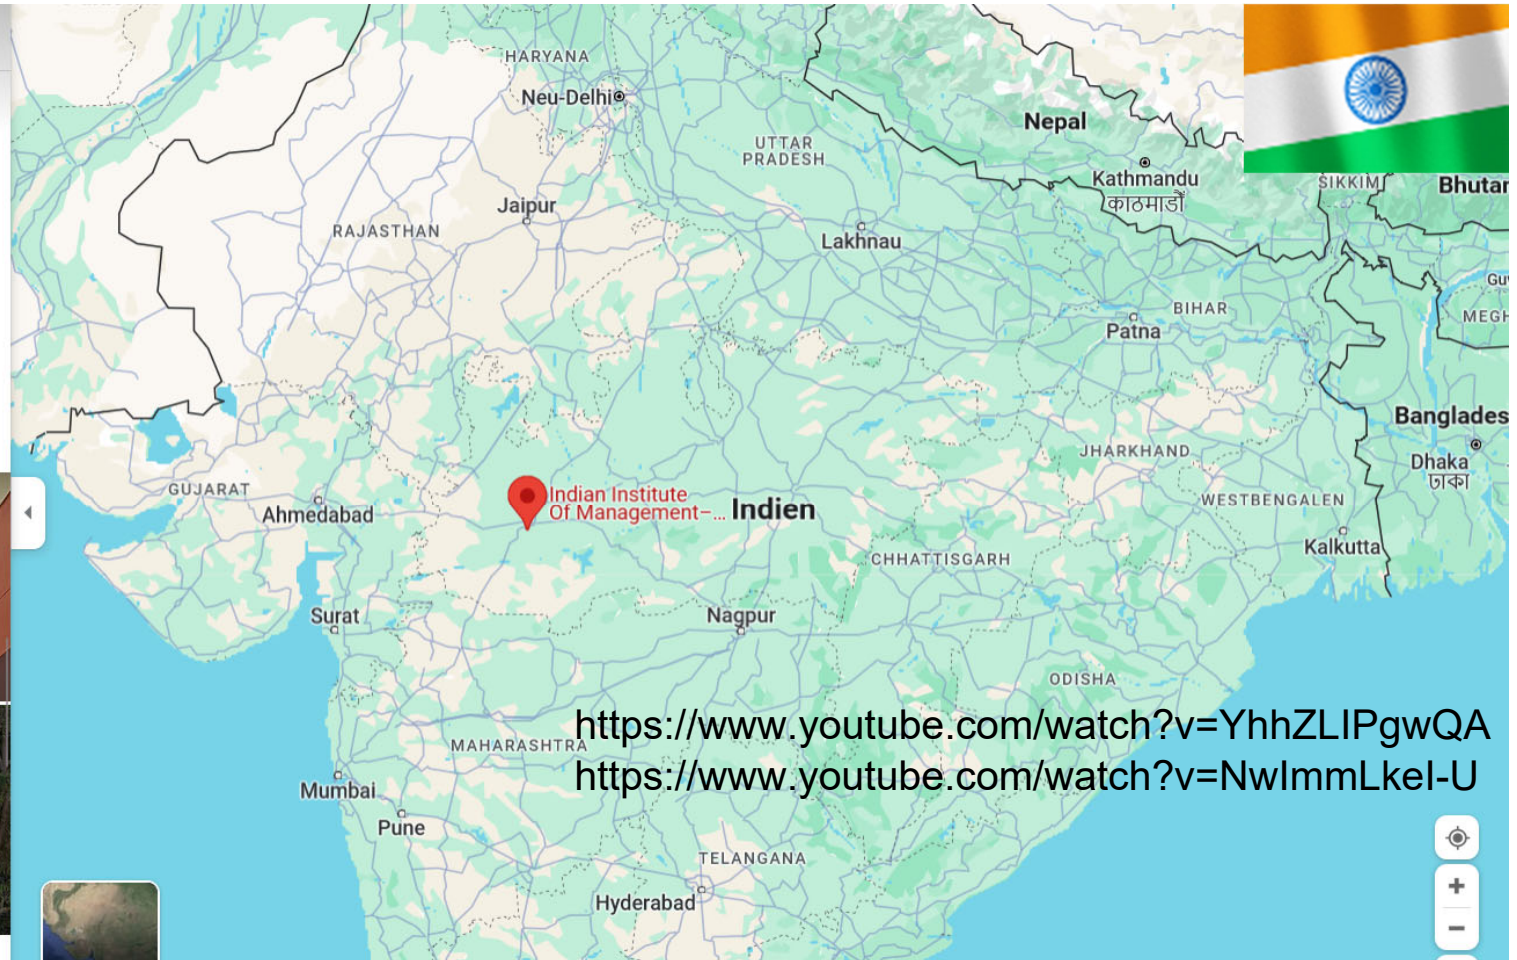 HARYANA
Neu-Delhi
Nepal
UTTAR
PRADESH
Kathmandu
काठमाडौं
SIKKIM
Bhutan
Jaipur
RAJASTHAN
Lakhnau
BIHAR
Patna
MEGH
Gu
Banglades
JHARKHAND
Dhaka
ঢাকা
GUJARAT
Ahmedabad
Indian Institute
Of Management–...
Indien
WESTBENGALEN
Kalkutta
CHHATTISGARH
Surat
Nagpur
ODISHA
https://www.youtube.com/watch?v=YhhZLIPgwQA
MAHARASHTRA
https://www.youtube.com/watch?v=NwImmLkeI-U
Mumbai
Pune
TELANGANA
Hyderabad